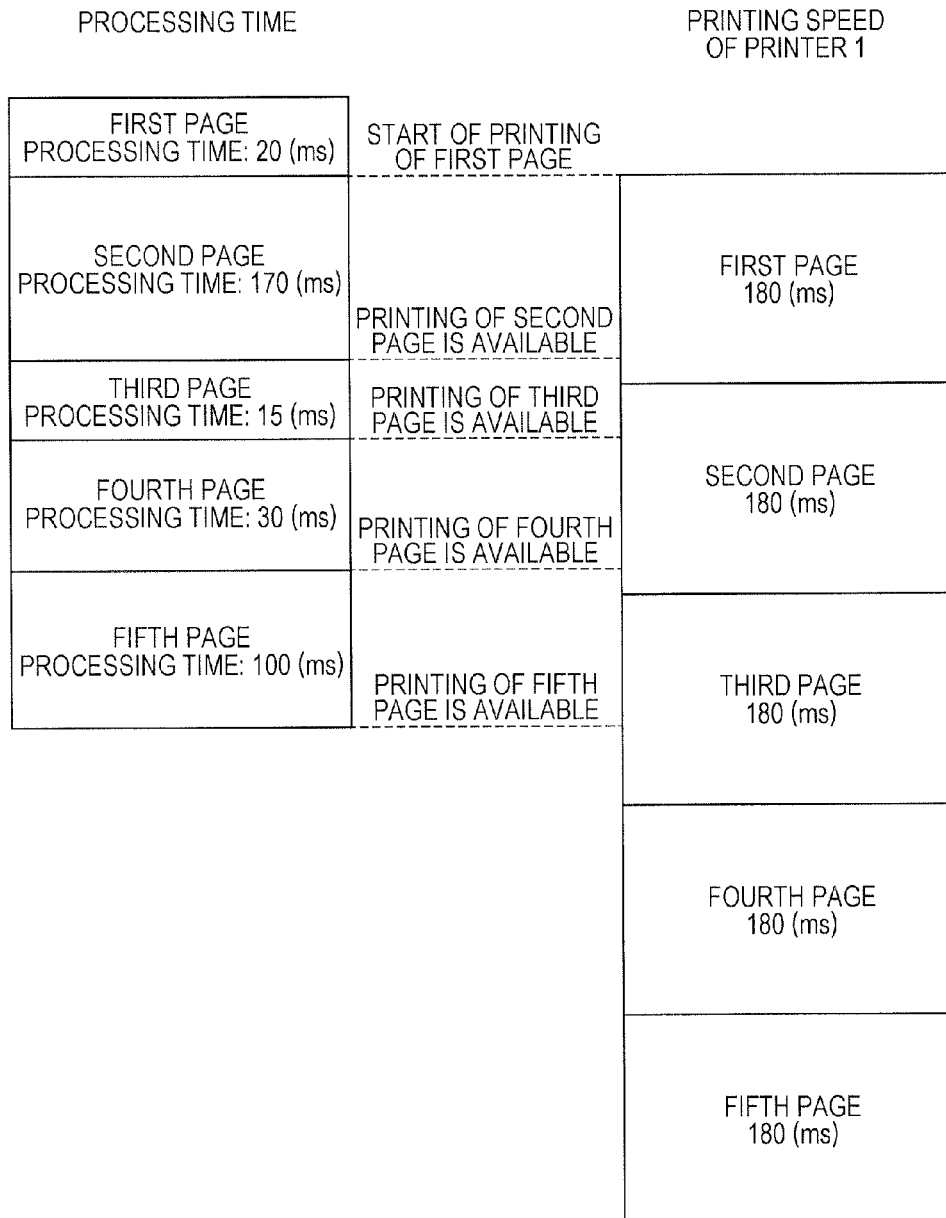 PROCESSING TIME
PRINTING SPEED
OF PRINTER 1
FIRST PAGE
PROCESSING TIME: 20 (ms)
START OF PRINTING
OF FIRST PAGE
SECOND PAGE
PROCESSING TIME: 170 (ms)
FIRST PAGE
180 (ms)
PRINTING OF SECOND
PAGE IS AVAILABLE
THIRD PAGE
PROCESSING TIME: 15 (ms)
PRINTING OF THIRD
PAGE IS AVAILABLE
FOURTH PAGE
PROCESSING TIME: 30 (ms)
SECOND PAGE
180 (ms)
PRINTING OF FOURTH
PAGE IS AVAILABLE
FIFTH PAGE
PROCESSING TIME: 100 (ms)
PRINTING OF FIFTH
PAGE IS AVAILABLE
THIRD PAGE
180 (ms)
FOURTH PAGE
180 (ms)
FIFTH PAGE
180 (ms)